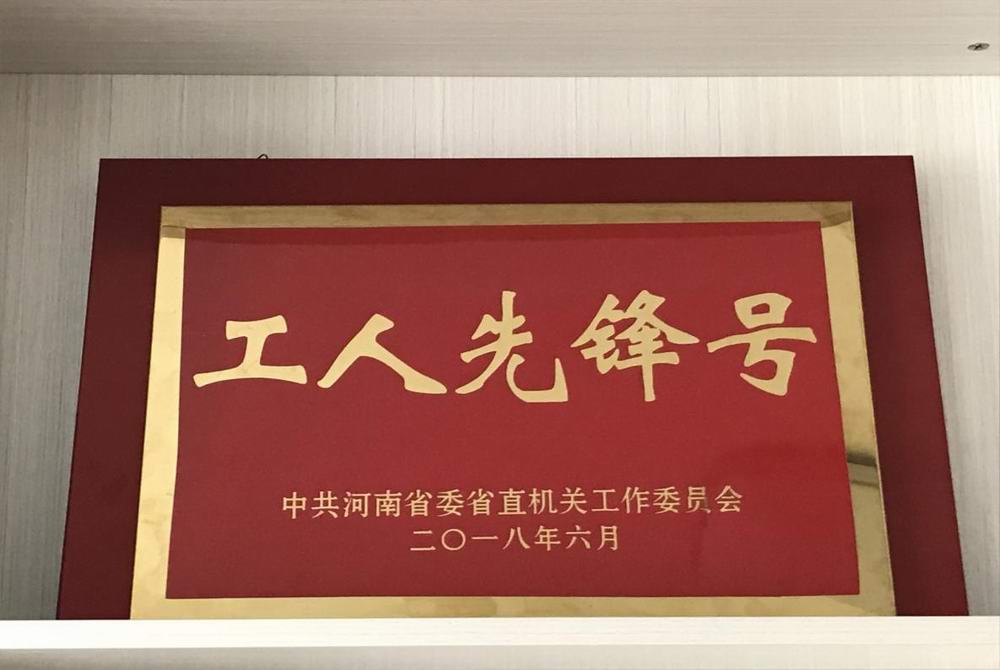 工人先锋号
中共河南省委省直机关工作委员会
二〇一八年六月